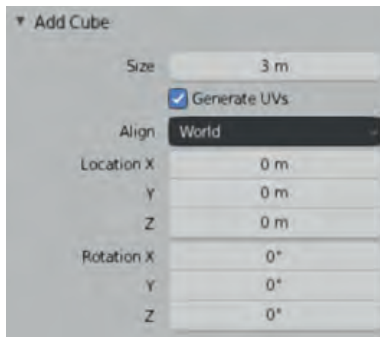 Add Cube
Size 3 m
Generate UVs
Align World
Location X 0 m
Y 0 m
Z 0 m
Rotation X 0°
Y 0°
Z 0°